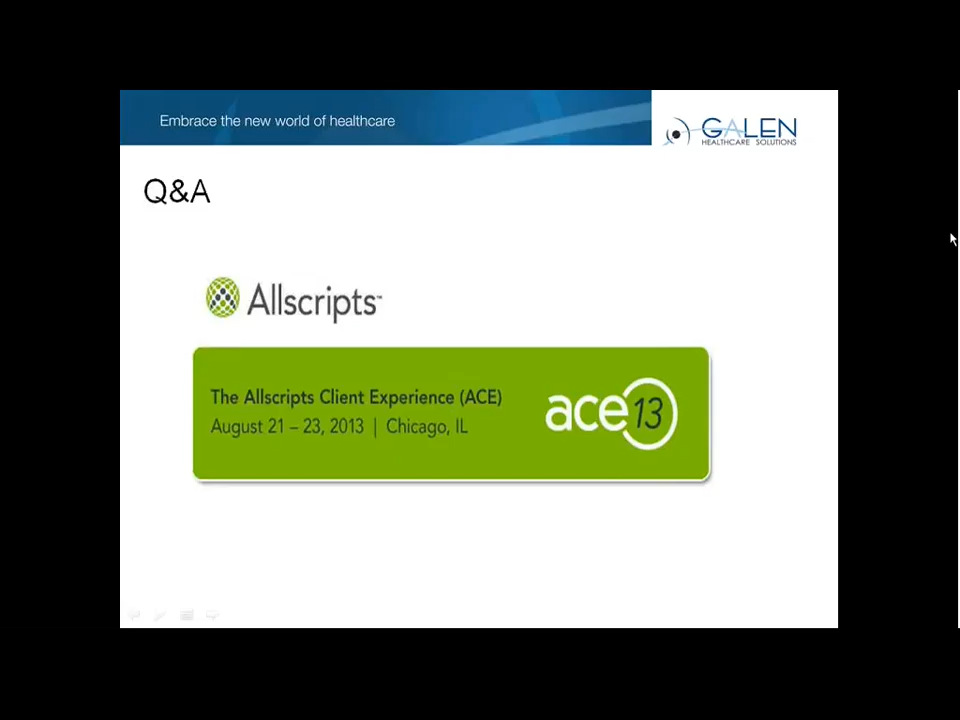 Embrace the new world of healthcare
GALEN
HEALTHCARE SOLUTIONS
Q&A
Allscripts™
The Allscripts Client Experience (ACE)
August 21 – 23, 2013 | Chicago, IL
ace13